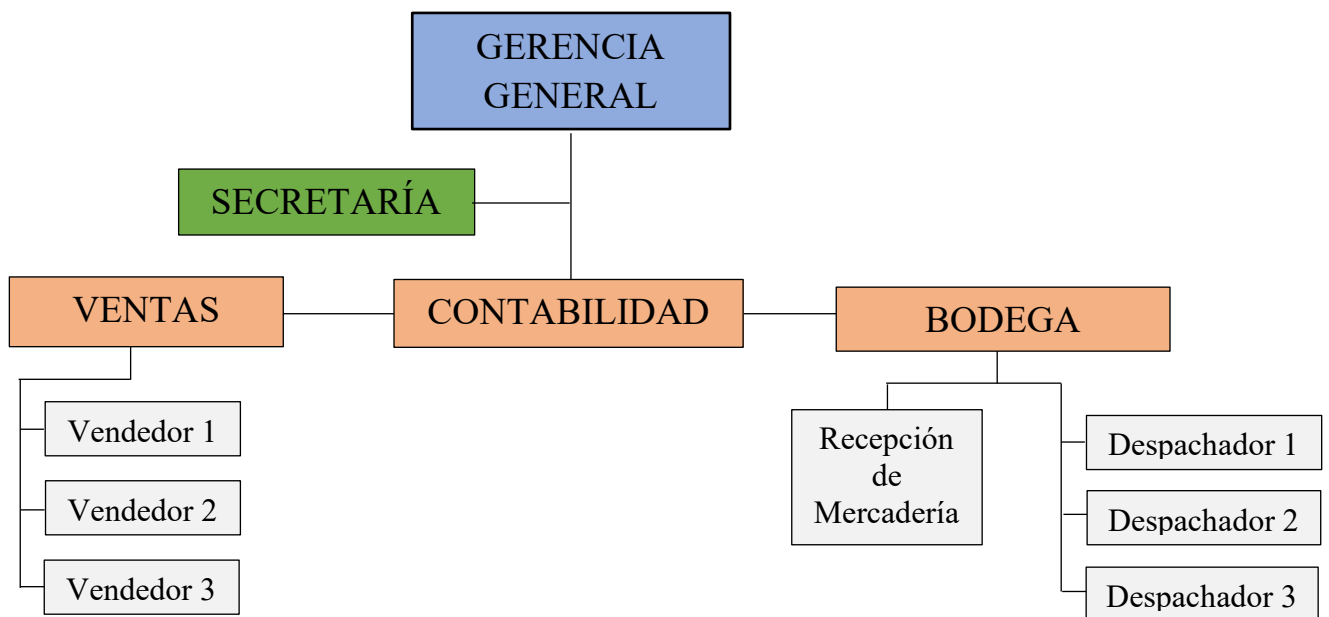 GERENCIA
GENERAL
SECRETARÍA
VENTAS
CONTABILIDAD
BODEGA
Vendedor 1
Vendedor 2
Vendedor 3
Recepción
de
Mercadería
Despachador 1
Despachador 2
Despachador 3